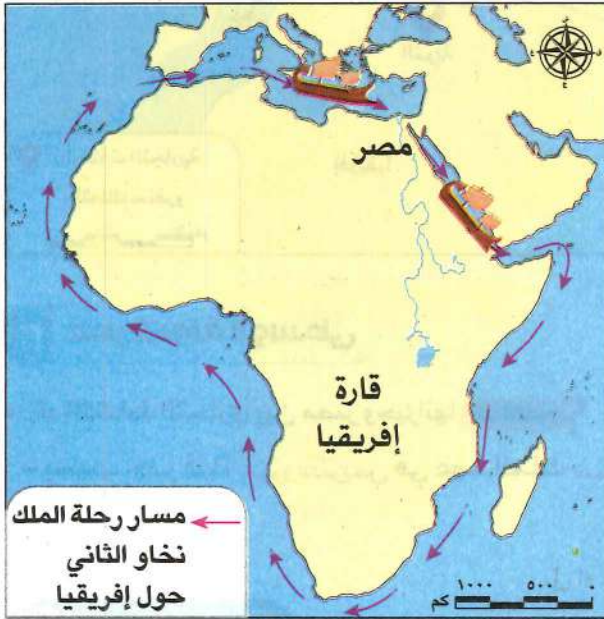 مصر
قارة
إفريقيا
مسار رحلة الملك
نخاو الثاني
حول إفريقيا
١٠٠٠ ٥٠٠ ٠
كم